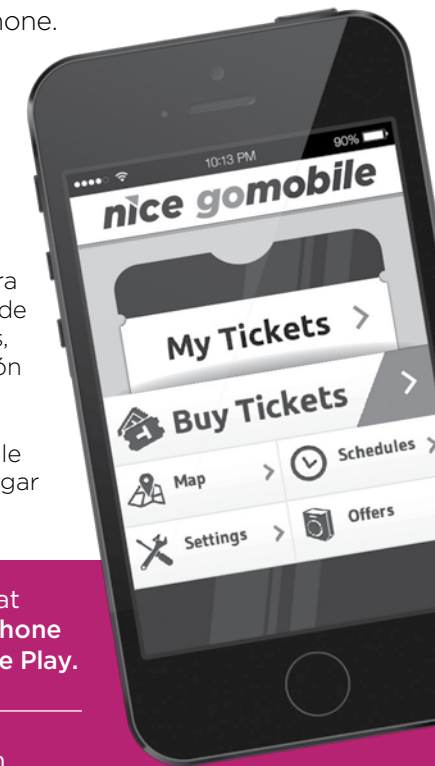 hone.
10:13 PM
90%
nice gomobile
My Tickets
Buy Tickets
Map
Schedules
Settings
Offers
ra
de
s,
ón
le
gar
at
hone
e Play.